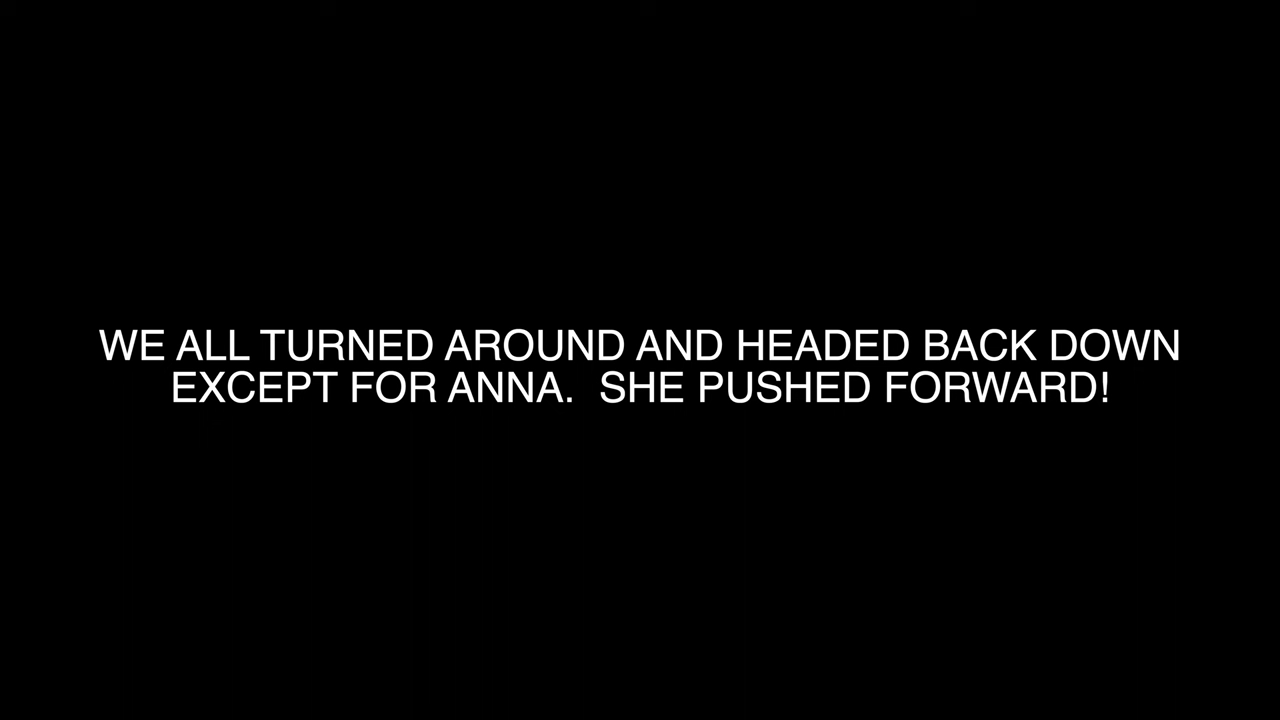 WE ALL TURNED AROUND AND HEADED BACK DOWN
EXCEPT FOR ANNA.  SHE PUSHED FORWARD!